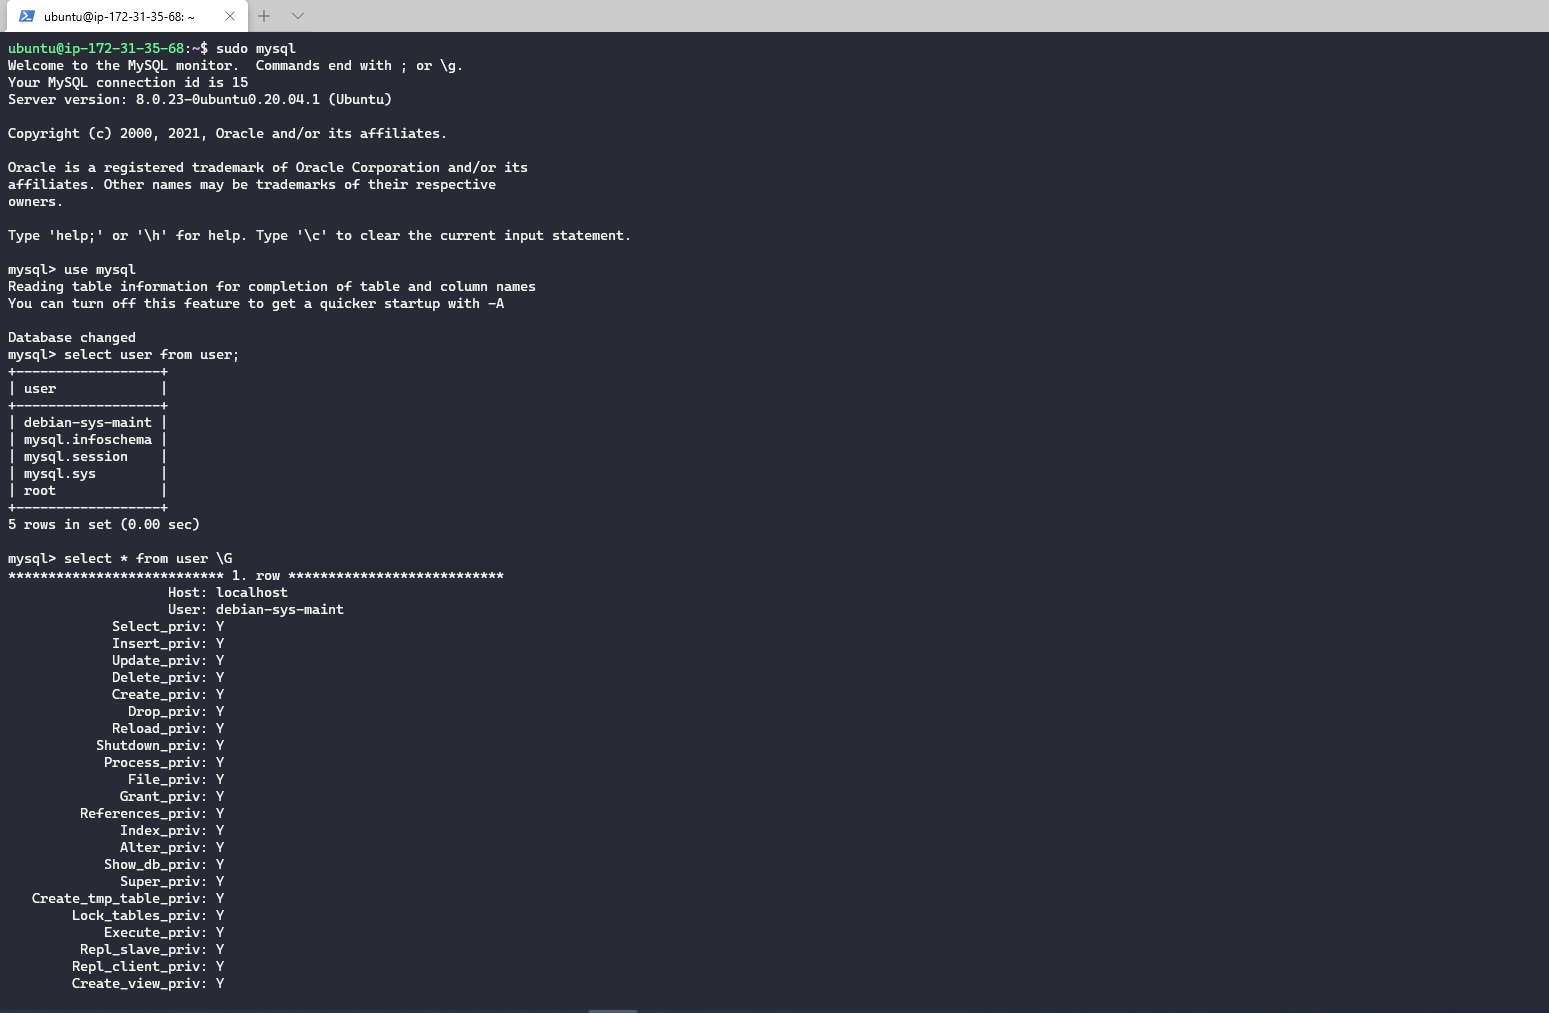 ubuntu@ip-172-31-35-68: ~
ubuntu@ip-172-31-35-68:~$ sudo mysql
Welcome to the MySQL monitor.  Commands end with ; or \g.
Your MySQL connection id is 15
Server version: 8.0.23-0ubuntu0.20.04.1 (Ubuntu)
Copyright (c) 2000, 2021, Oracle and/or its affiliates.
Oracle is a registered trademark of Oracle Corporation and/or its
affiliates. Other names may be trademarks of their respective
owners.
Type 'help;' or '\h' for help. Type '\c' to clear the current input statement.
mysql> use mysql
Reading table information for completion of table and column names
You can turn off this feature to get a quicker startup with -A
Database changed
mysql> select user from user;
+------------------+
| user             |
+------------------+
| debian-sys-maint |
| mysql.infoschema |
| mysql.session    |
| mysql.sys        |
| root             |
+------------------+
5 rows in set (0.00 sec)
mysql> select * from user \G
*************************** 1. row ***************************
Host: localhost
User: debian-sys-maint
Select_priv: Y
Insert_priv: Y
Update_priv: Y
Delete_priv: Y
Create_priv: Y
Drop_priv: Y
Reload_priv: Y
Shutdown_priv: Y
Process_priv: Y
File_priv: Y
Grant_priv: Y
References_priv: Y
Index_priv: Y
Alter_priv: Y
Show_db_priv: Y
Super_priv: Y
Create_tmp_table_priv: Y
Lock_tables_priv: Y
Execute_priv: Y
Repl_slave_priv: Y
Repl_client_priv: Y
Create_view_priv: Y